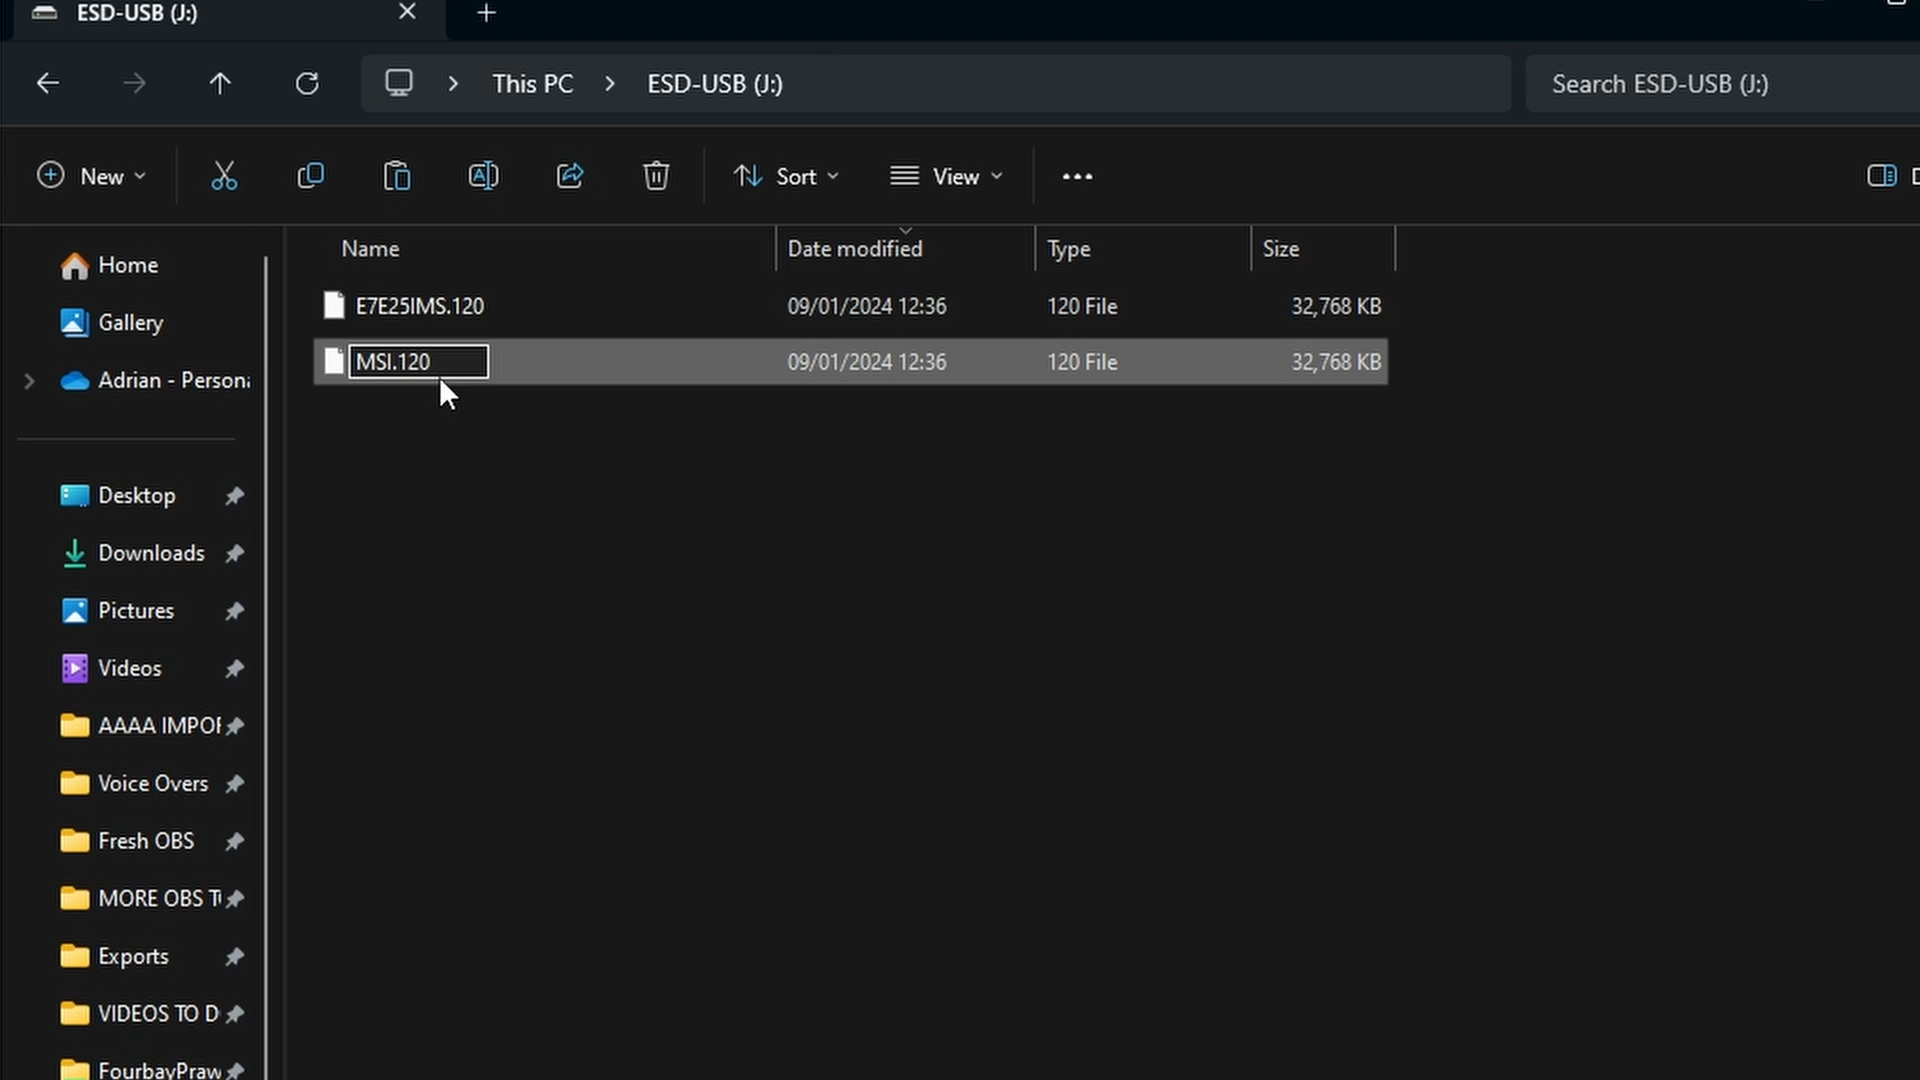 ESD-USB (J:)
This PC ESD-USB (J:) Search ESD-USB (J:)
New Sort View
Name Date modified Type Size
E7E25IMS.120 09/01/2024 12:36 120 File 32,768 KB
MSI.120 09/01/2024 12:36 120 File 32,768 KB
Home
Gallery
Adrian - Persona
Desktop
Downloads
Pictures
Videos
AAAA IMPOR
Voice Overs
Fresh OBS
MORE OBS T
Exports
VIDEOS TO D
FourbayPraw